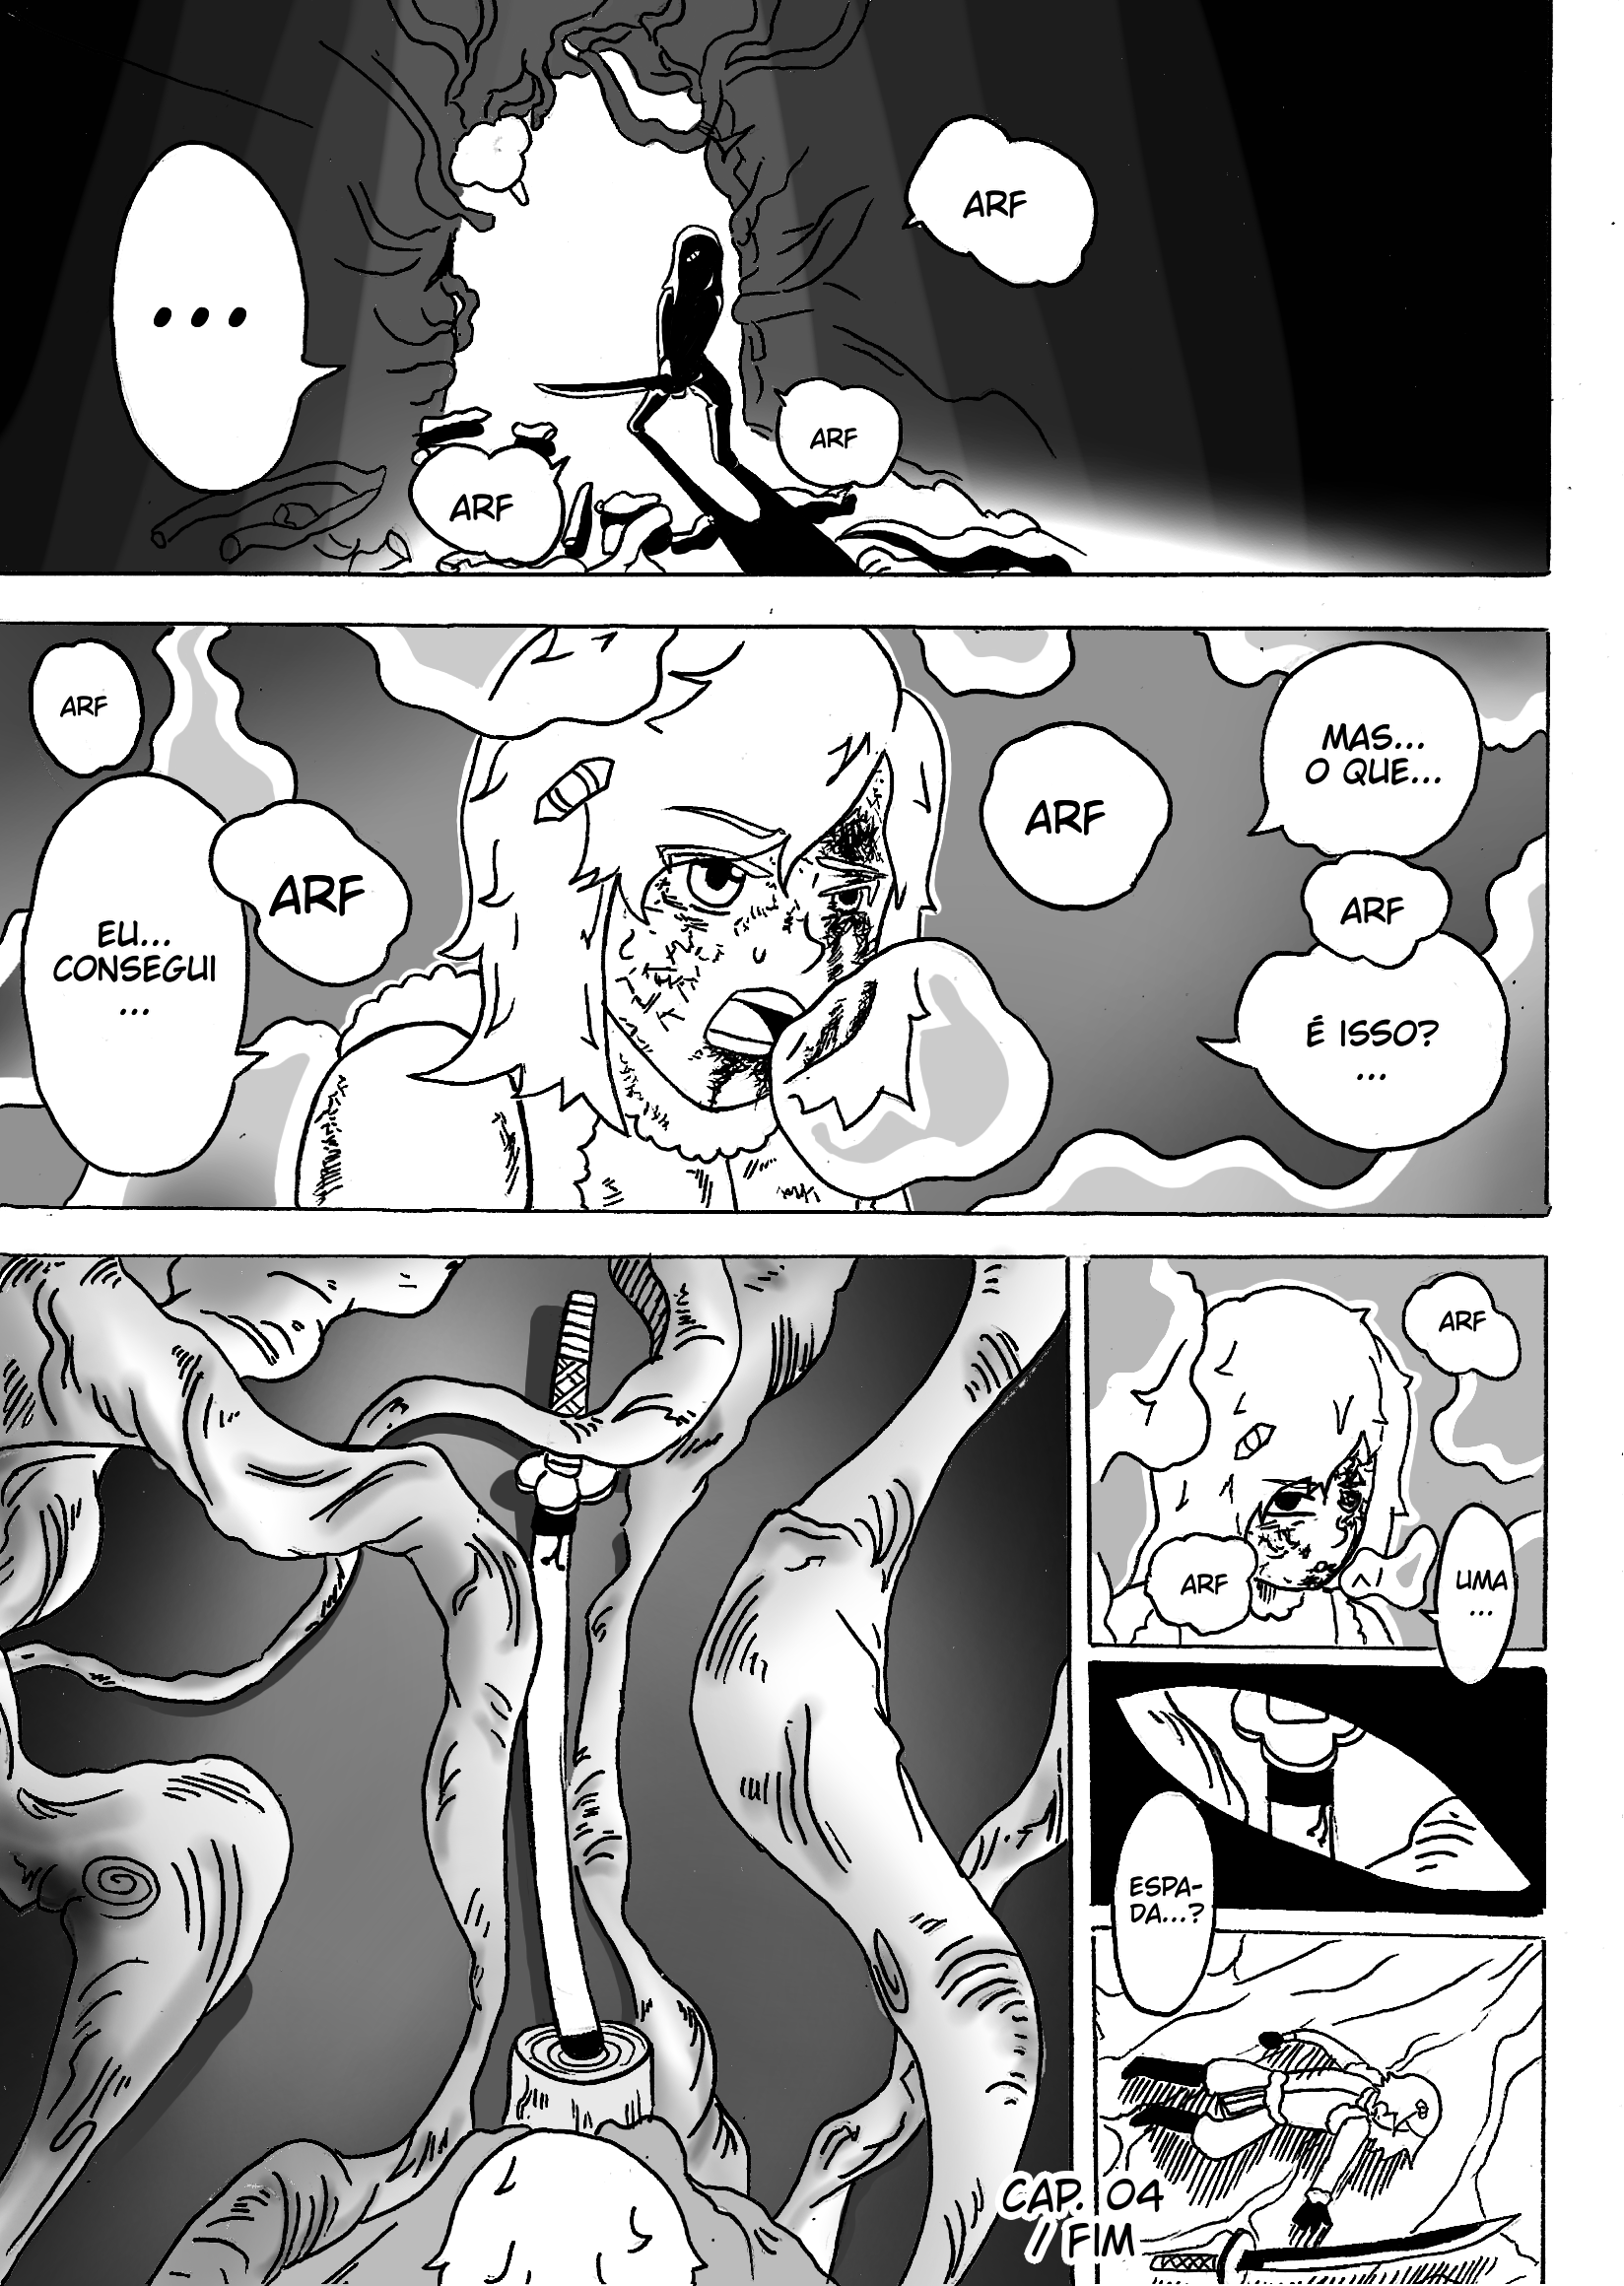 ...
ARF
ARF
ARF
ARF
EU...
CONSEGUI
...
ARF
ARF
MAS...
O QUE...
ARF
É ISSO?
...
ARF
ARF
UMA
...
ESPA-
DA...?
CAP. 04
/ FIM